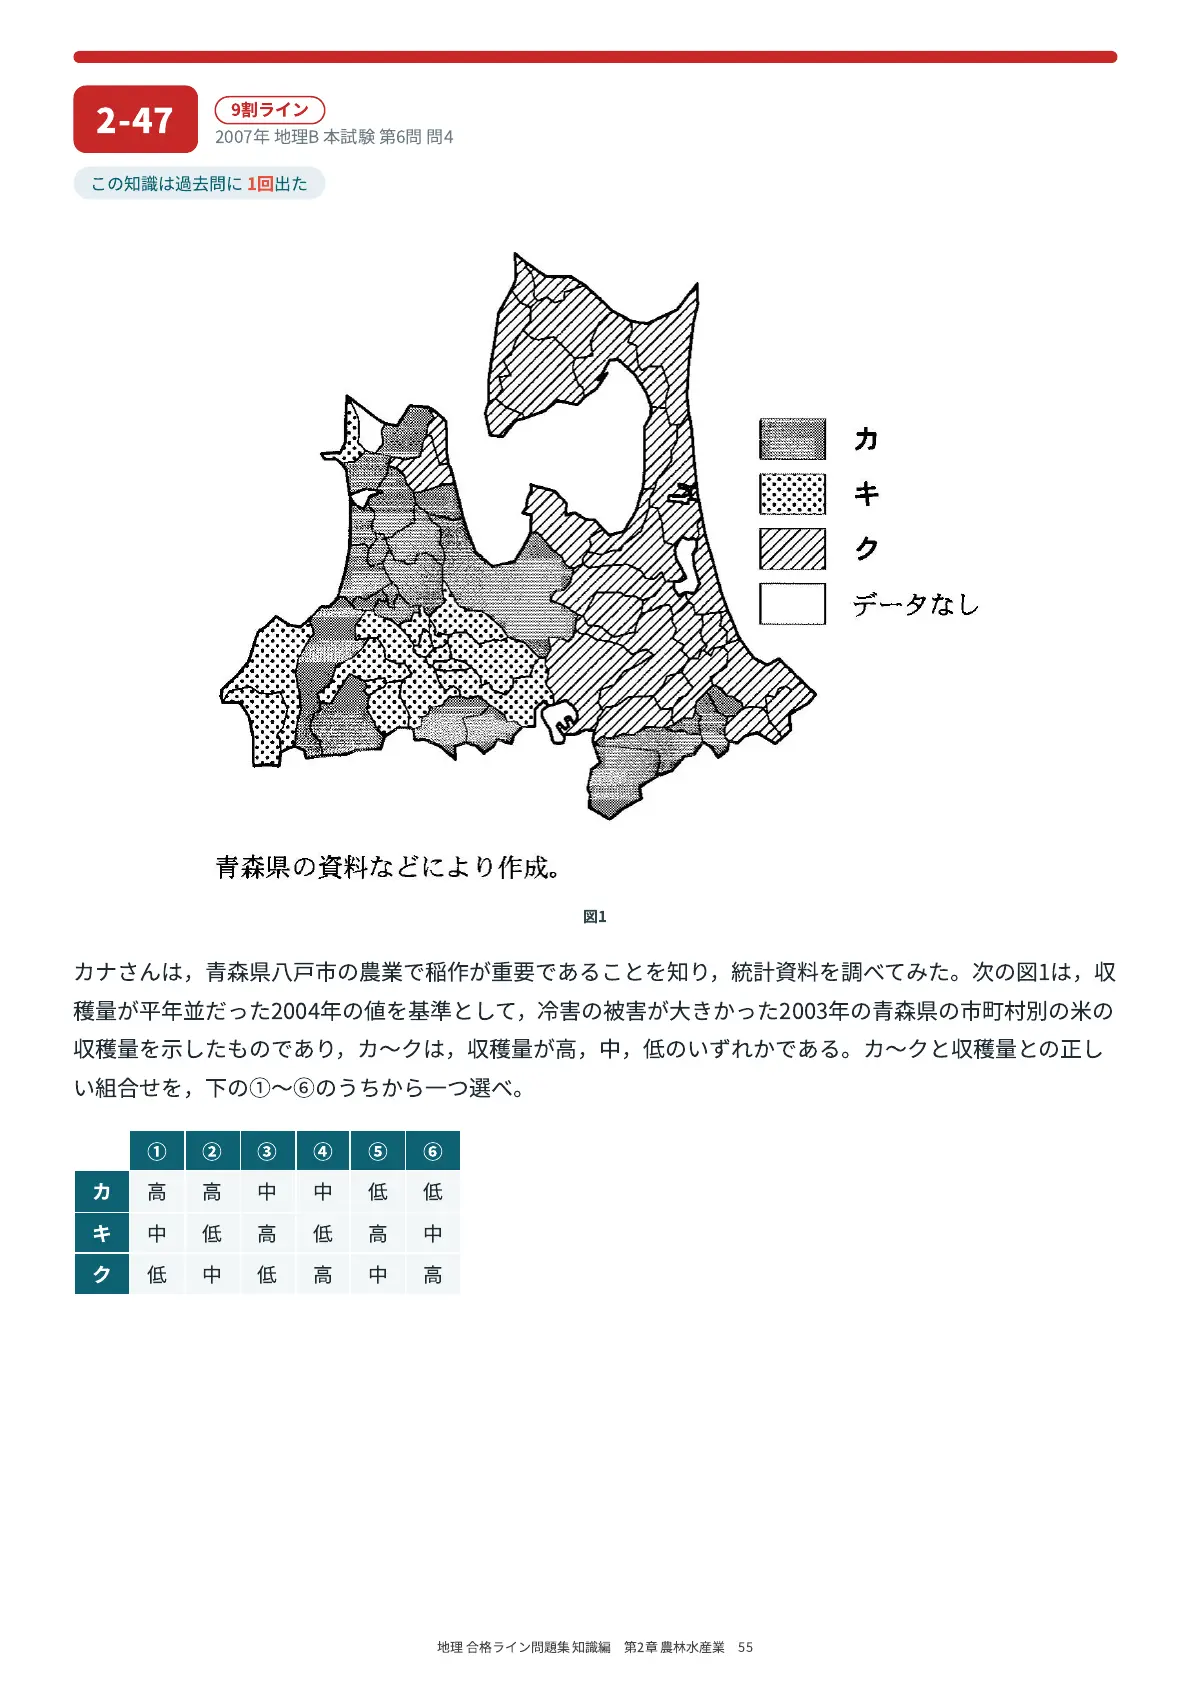 2-47
9割ライン
2007年 地理B 本試験 第6問 問4
この知識は過去問に 1回出た
カ
キ
ク
データなし
青森県の資料などにより作成。
図1
カナさんは，青森県八戸市の農業で稲作が重要であることを知り，統計資料を調べてみた。次の図1は，収
穫量が平年並だった2004年の値を基準として，冷害の被害が大きかった2003年の青森県の市町村別の米の
収穫量を示したものであり，カ～クは，収穫量が高，中，低のいずれかである。カ～クと収穫量との正し
い組合せを，下の①～⑥のうちから一つ選べ。
① ② ③ ④ ⑤ ⑥
カ 高 高 中 中 低 低
キ 中 低 高 低 高 中
ク 低 中 低 高 中 高
地理 合格ライン問題集 知識編 第2章 農林水産業 55